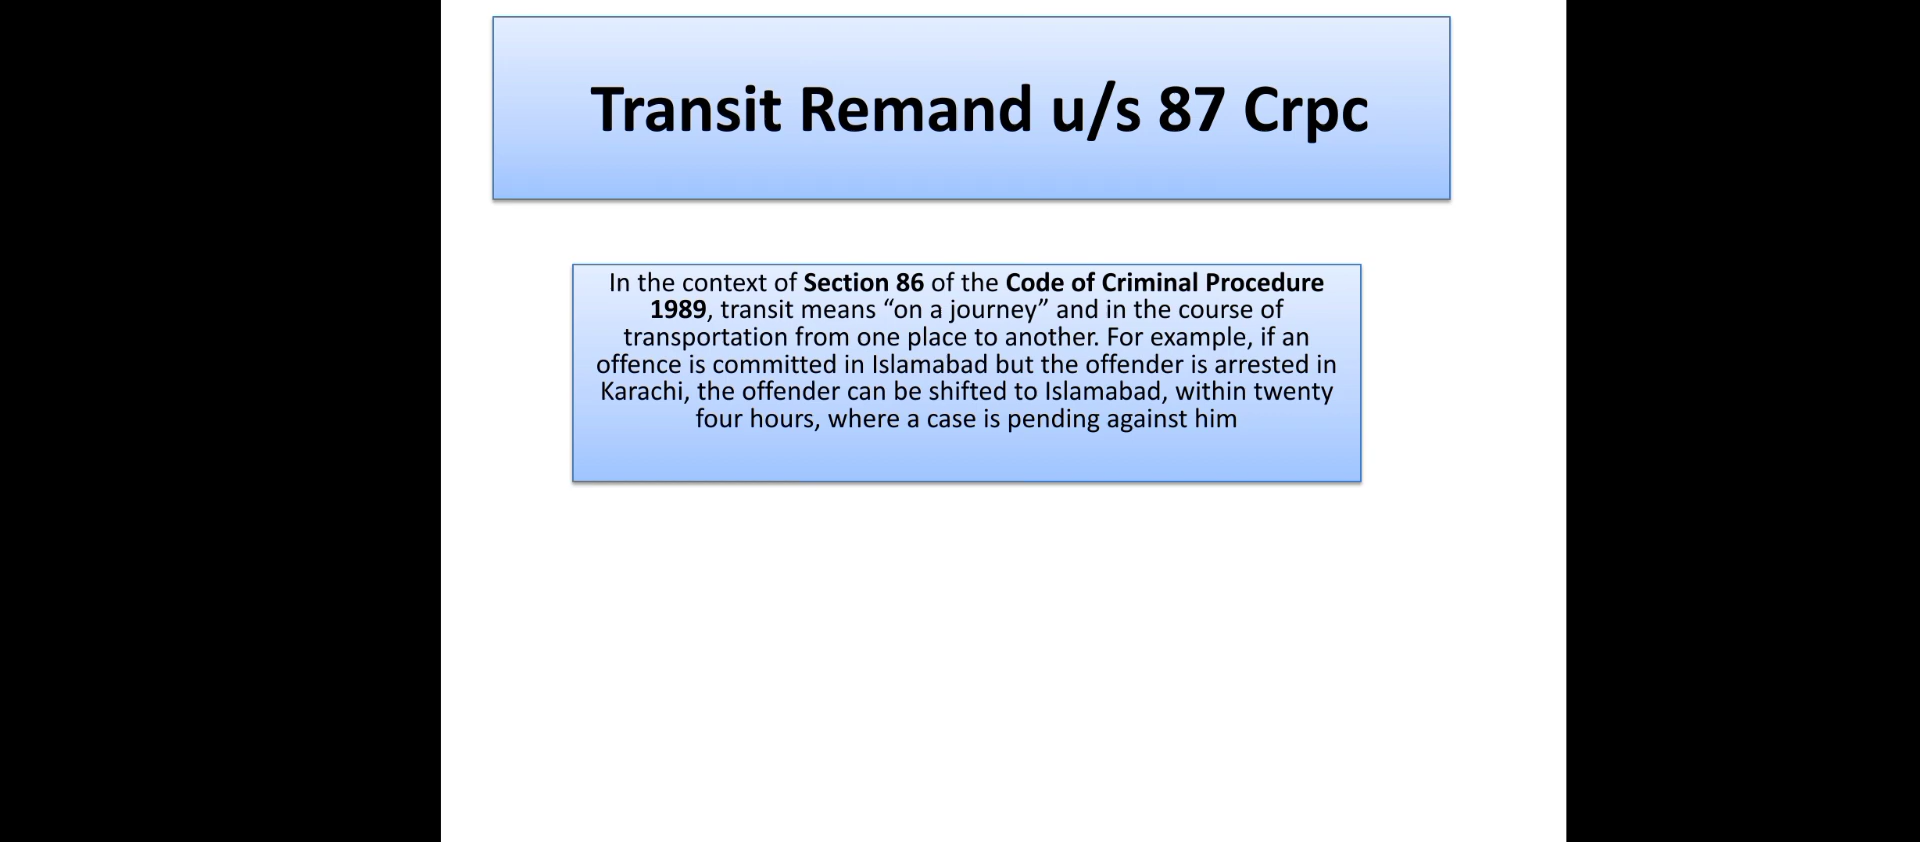 Transit Remand u/s 87 Crpc
In the context of Section 86 of the Code of Criminal Procedure
1989, transit means “on a journey” and in the course of
transportation from one place to another. For example, if an
offence is committed in Islamabad but the offender is arrested in
Karachi, the offender can be shifted to Islamabad, within twenty
four hours, where a case is pending against him